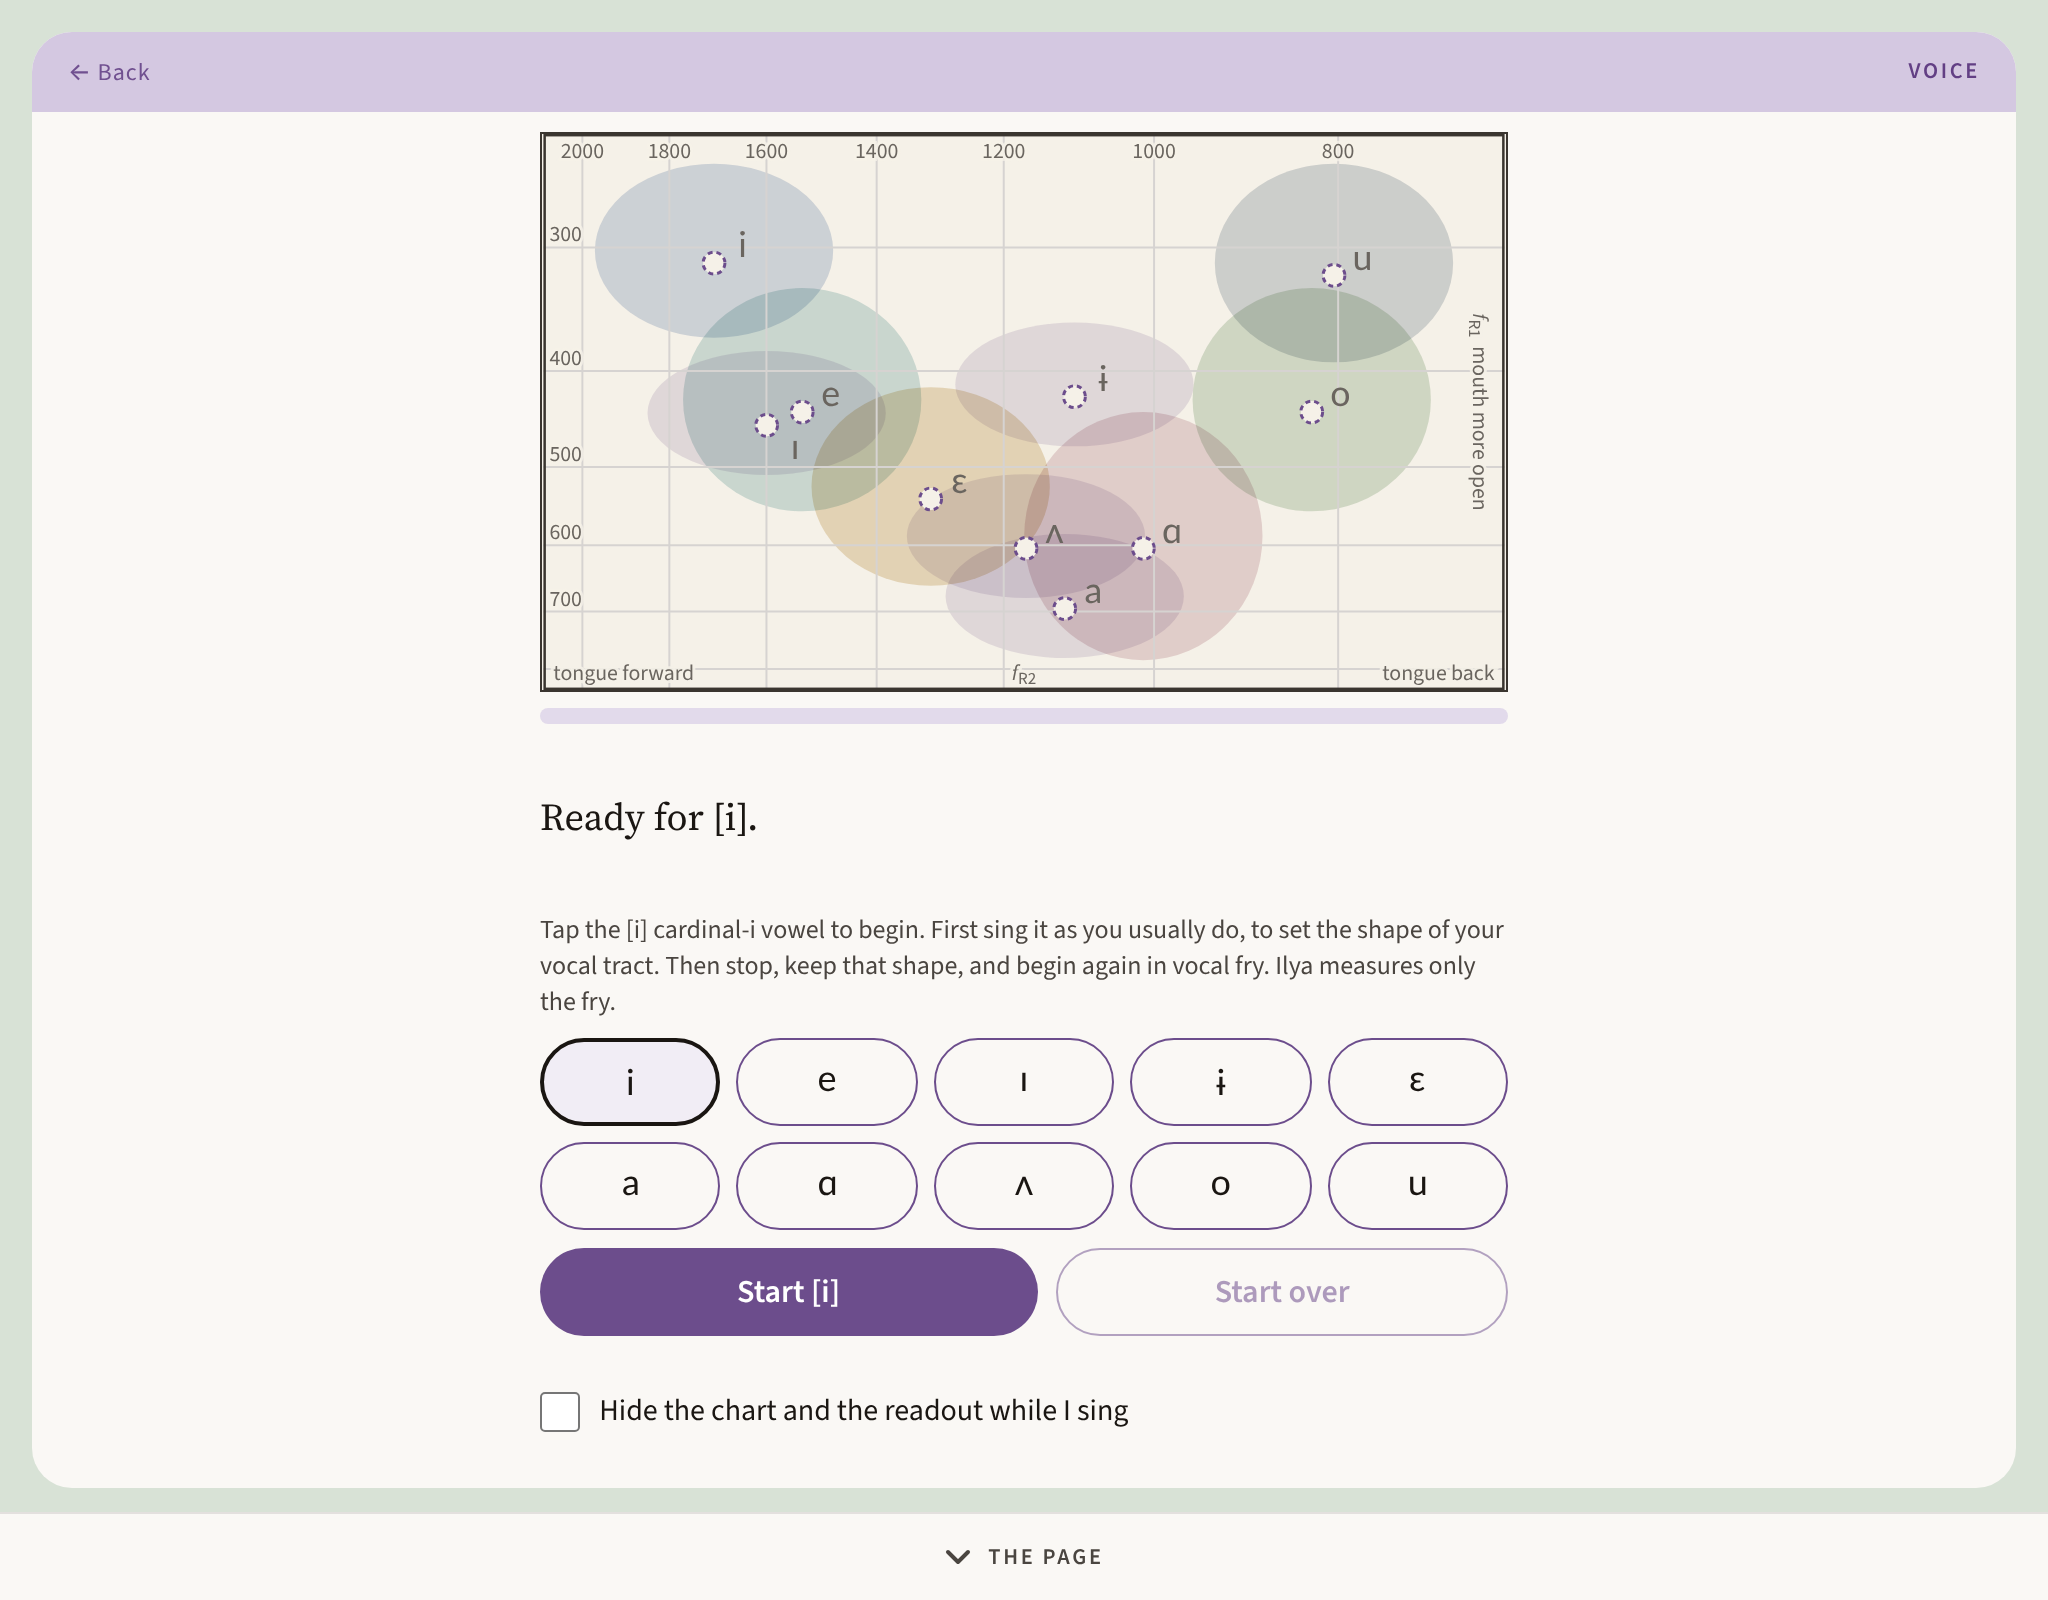 ← Back
VOICE
2000 1800 1600 1400 1200 1000 800
300
i
u
400
e
ɨ
o
ɪ
500
ɛ
600
ʌ
ɑ
700
a
fR1 mouth more open
tongue forward
fR2
tongue back
Ready for [i].
Tap the [i] cardinal-i vowel to begin. First sing it as you usually do, to set the shape of your
vocal tract. Then stop, keep that shape, and begin again in vocal fry. Ilya measures only
the fry.
i e ɪ ɨ ɛ
a ɑ ʌ o u
Start [i]
Start over
Hide the chart and the readout while I sing
THE PAGE